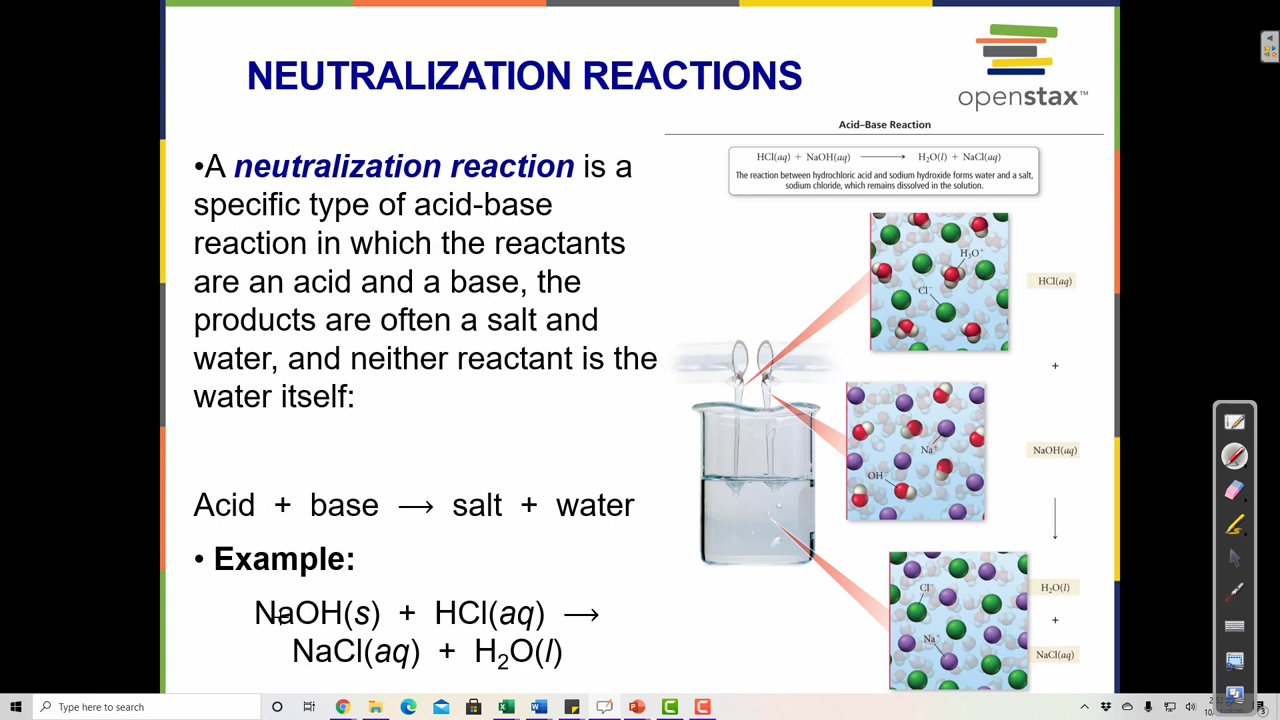 NEUTRALIZATION REACTIONS
openstax™
•A neutralization reaction is a
specific type of acid-base
reaction in which the reactants
are an acid and a base, the
products are often a salt and
water, and neither reactant is the
water itself:
Acid + base ⟶ salt + water
• Example:
NaOH(s) + HCl(aq) ⟶
NaCl(aq) + H₂O(l)
Acid–Base Reaction
HCl(aq) + NaOH(aq) ⟶ H₂O(l) + NaCl(aq)
The reaction between hydrochloric acid and sodium hydroxide forms water and a salt,
sodium chloride, which remains dissolved in the solution.
H₃O⁺
Cl⁻
HCl(aq)
+
Na⁺
OH⁻
NaOH(aq)
Cl⁻
Na⁺
H₂O(l)
+
NaCl(aq)
Type here to search